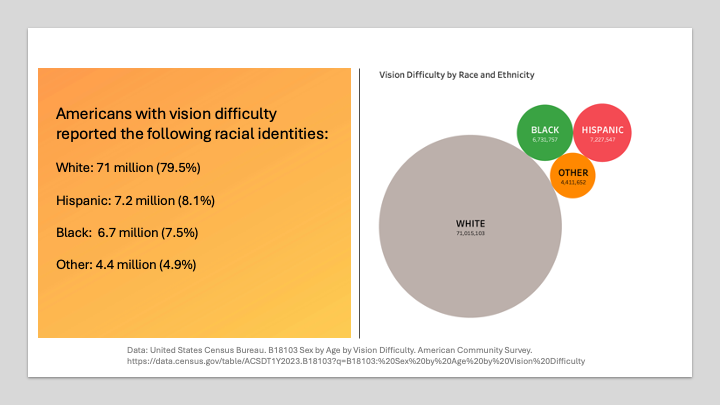 Americans with vision difficulty
reported the following racial identities:
White: 71 million (79.5%)
Hispanic: 7.2 million (8.1%)
Black:  6.7 million (7.5%)
Other: 4.4 million (4.9%)
Vision Difficulty by Race and Ethnicity
BLACK
6,731,757
HISPANIC
7,227,547
OTHER
4,411,652
WHITE
71,015,103
Data: United States Census Bureau. B18103 Sex by Age by Vision Difficulty. American Community Survey.
https://data.census.gov/table/ACSDT1Y2023.B18103?q=B18103:%20Sex%20by%20Age%20by%20Vision%20Difficulty